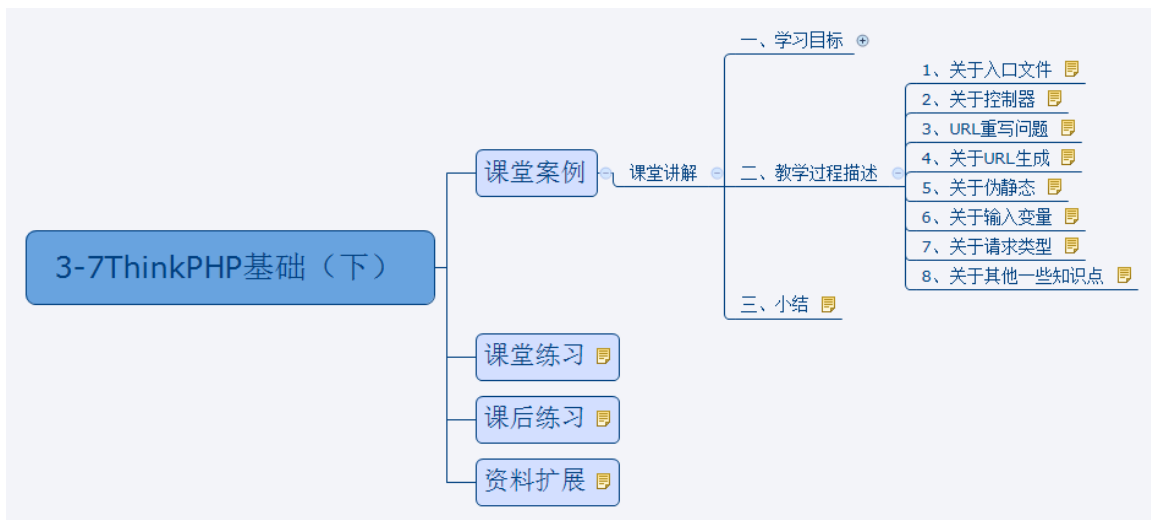 3-7ThinkPHP基础（下）
课堂案例
课堂讲解
一、学习目标
二、教学过程描述
1、关于入口文件
2、关于控制器
3、URL重写问题
4、关于URL生成
5、关于伪静态
6、关于输入变量
7、关于请求类型
8、关于其他一些知识点
三、小结
课堂练习
课后练习
资料扩展